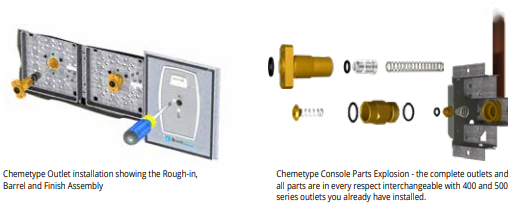 Chemetype Outlet installation showing the Rough-in,
Barrel and Finish Assembly
Chemetype Console Parts Explosion - the complete outlets and
all parts are in every respect interchangeable with 400 and 500
series outlets you already have installed.